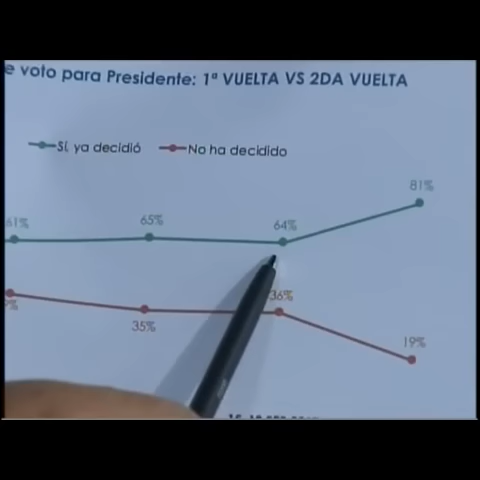 e voto para Presidente: 1ª VUELTA VS 2DA VUELTA
Sí, ya decidió No ha decidido
61% 65% 64% 81%
35% 36% 19%